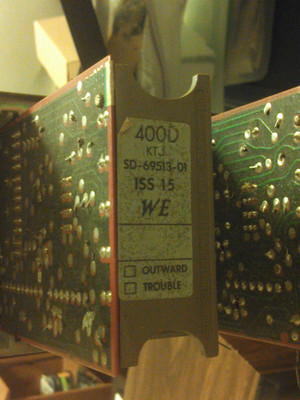 400D
KTJ
SD-69513-01
ISS 15
WE
OUTWARD
TROUBLE